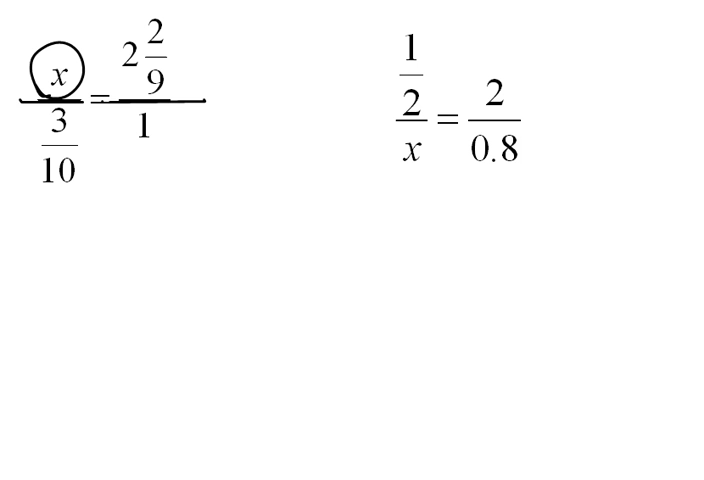 x / (3/10) = 2 2/9 / 1
(1/2) / x = 2 / 0.8